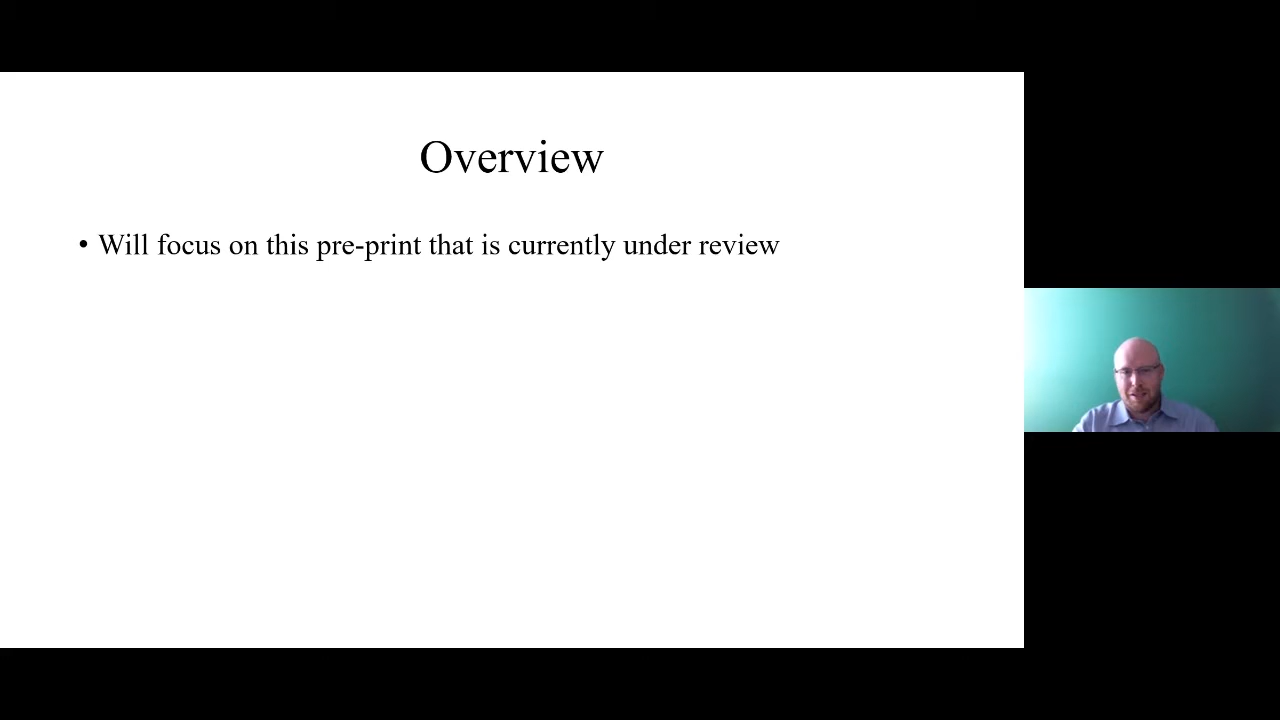 Overview
• Will focus on this pre-print that is currently under review